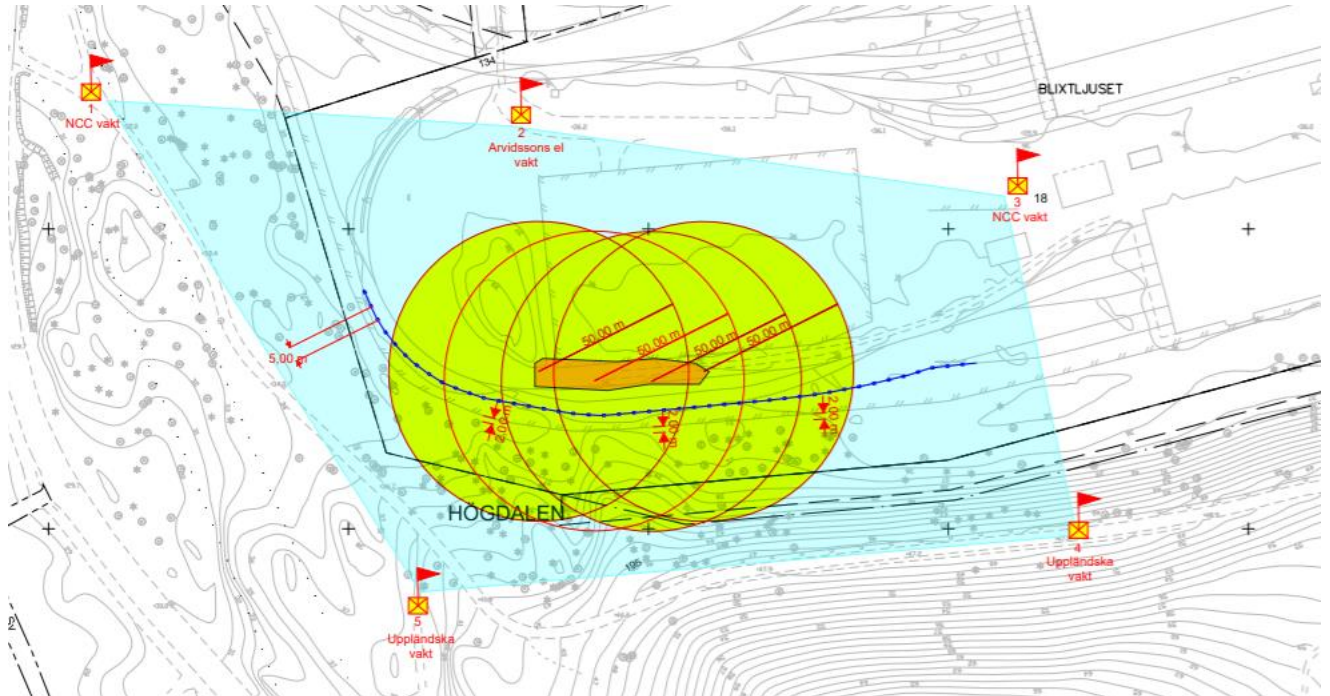 134
BLIXTLJUSET
1
NCC vakt
2
Arvidssons el
vakt
3
18
NCC vakt
50,00 m
50,00 m
50,00 m
50,00 m
5,00 m
2,00 m
2,00 m
2,00 m
HÖGDALEN
195
4
Uppländska
vakt
5
Uppländska
vakt